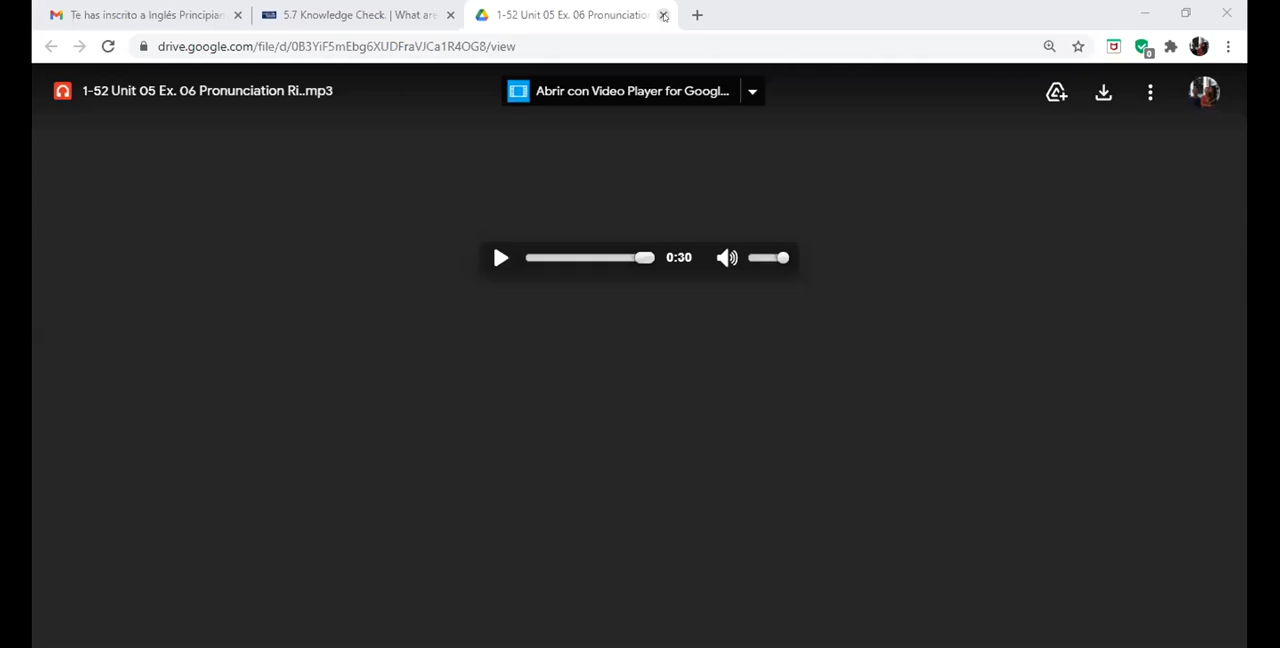 Te has inscrito a Inglés Principian
5.7 Knowledge Check. | What are
1-52 Unit 05 Ex. 06 Pronunciation
drive.google.com/file/d/0B3YiF5mEbg6XUDFraVJCa1R4OG8/view
0
1-52 Unit 05 Ex. 06 Pronunciation Ri..mp3
Abrir con Video Player for Googl...
0:30